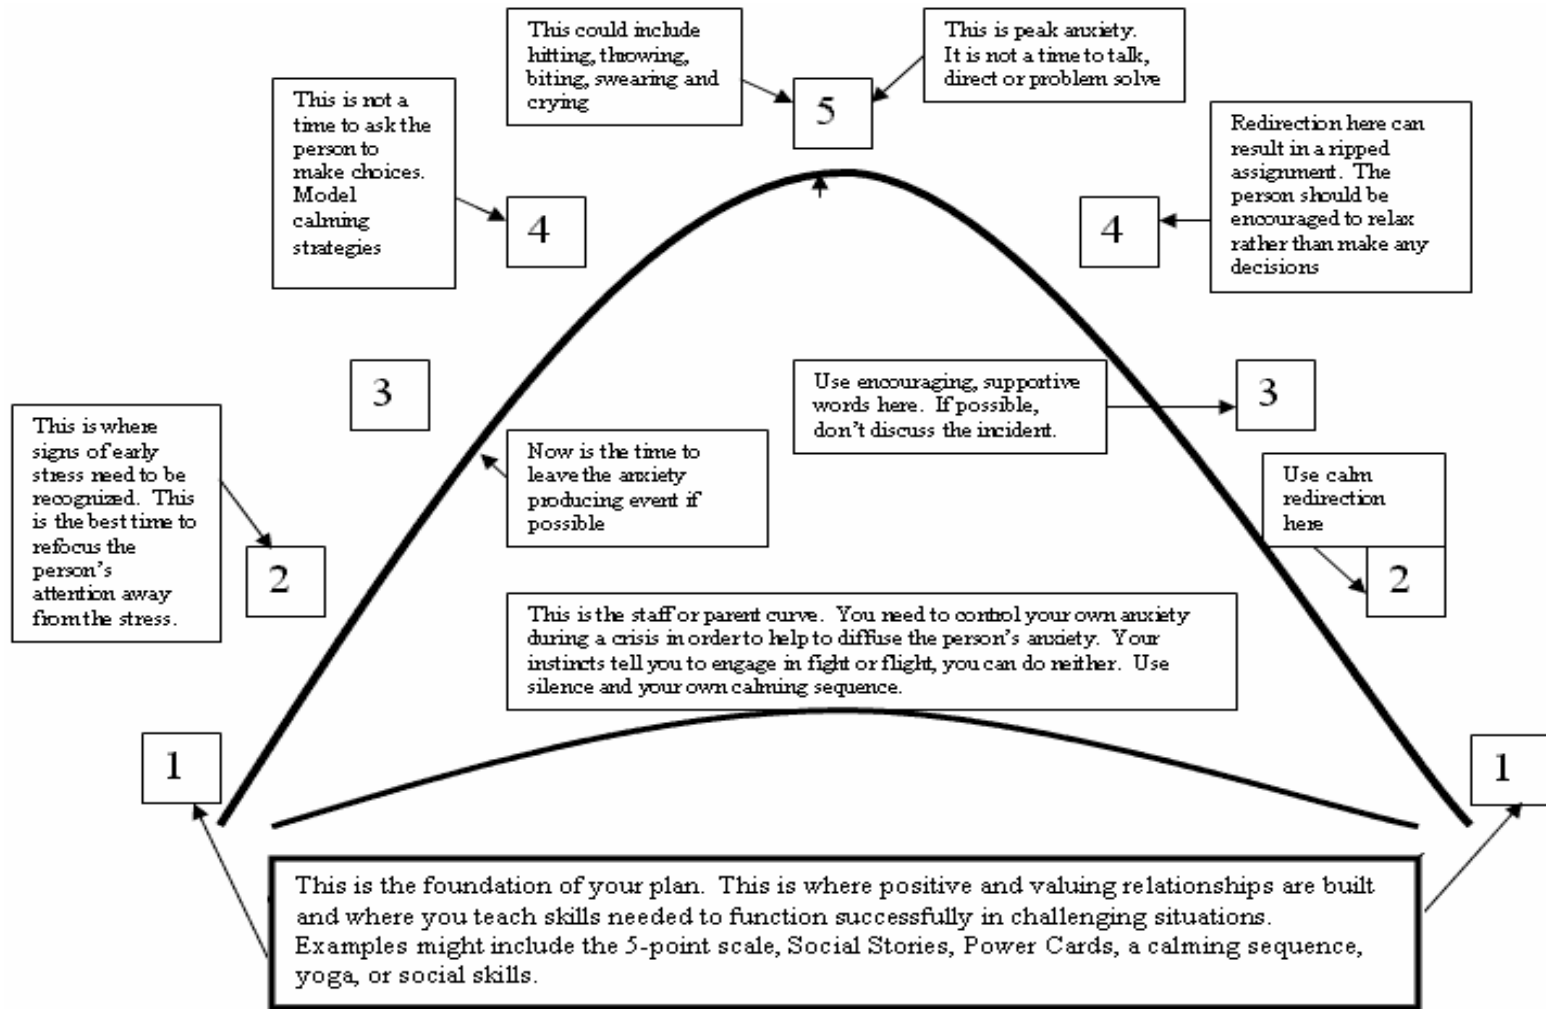 This could include
hitting, throwing,
biting, swearing and
crying
This is peak anxiety.
It is not a time to talk,
direct or problem solve
5
This is not a
time to ask the
person to
make choices.
Model
calming
strategies
4
4
Redirection here can
result in a ripped
assignment. The
person should be
encouraged to relax
rather than make any
decisions
3
Use encouraging, supportive
words here. If possible,
don't discuss the incident.
3
This is where
signs of early
stress need to be
recognized. This
is the best time to
refocus the
person's
attention away
from the stress.
Now is the time to
leave the anxiety
producing event if
possible
Use calm
redirection
here
2
2
This is the staff or parent curve. You need to control your own anxiety
during a crisis in order to help to diffuse the person's anxiety. Your
instincts tell you to engage in fight or flight, you can do neither. Use
silence and your own calming sequence.
1
1
This is the foundation of your plan. This is where positive and valuing relationships are built
and where you teach skills needed to function successfully in challenging situations.
Examples might include the 5-point scale, Social Stories, Power Cards, a calming sequence,
yoga, or social skills.